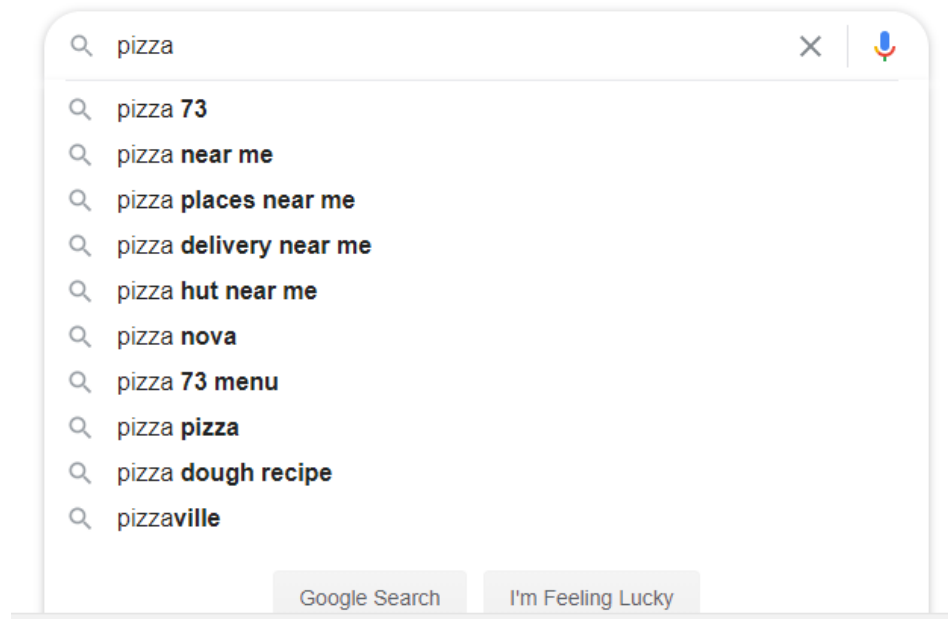 pizza
pizza 73
pizza near me
pizza places near me
pizza delivery near me
pizza hut near me
pizza nova
pizza 73 menu
pizza pizza
pizza dough recipe
pizzaville
Google Search I'm Feeling Lucky